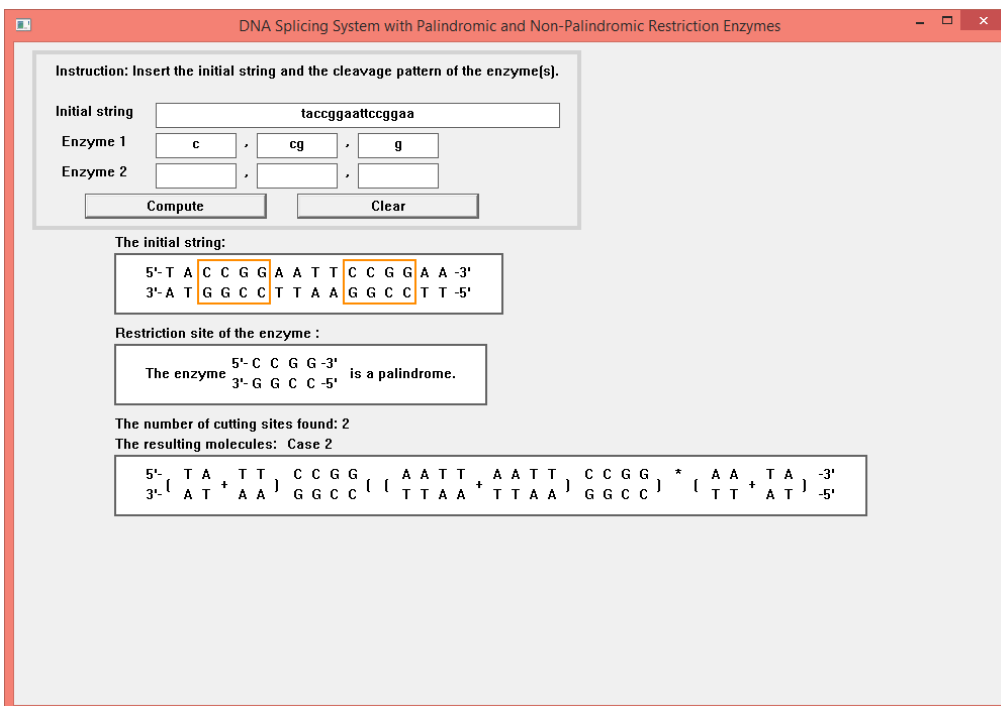 DNA Splicing System with Palindromic and Non-Palindromic Restriction Enzymes
Instruction: Insert the initial string and the cleavage pattern of the enzyme(s).
Initial string taccggaattccggaa
Enzyme 1 c , cg , g
Enzyme 2 , ,
Compute Clear
The initial string:
5'- T A C C G G A A T T C C G G A A -3'
3'- A T G G C C T T A A G G C C T T -5'
Restriction site of the enzyme :
5'- C C G G -3'
The enzyme is a palindrome.
3'- G G C C -5'
The number of cutting sites found: 2
The resulting molecules: Case 2
5'- ( T A + T T ) C C G G ( ( A A T T + A A T T ) C C G G ) * ( A A + T A ) -3'
3'- A T A A G G C C T T A A T T A A G G C C T T A T -5'